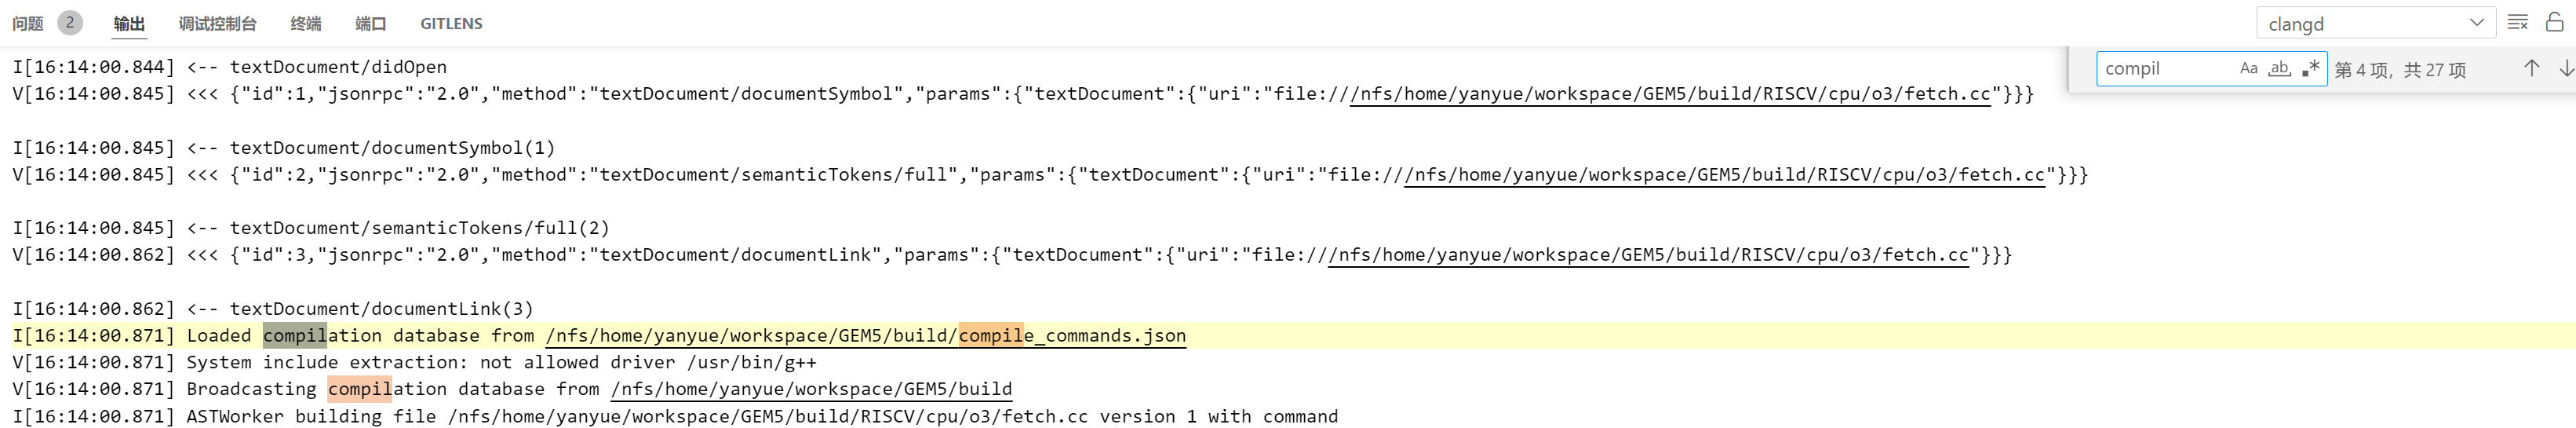 问题 2 输出 调试控制台 终端 端口 GITLENS clangd
compil Aa ab 第 4 项，共 27 项
I[16:14:00.844] <-- textDocument/didOpen
V[16:14:00.845] <<< {"id":1,"jsonrpc":"2.0","method":"textDocument/documentSymbol","params":{"textDocument":{"uri":"file:///nfs/home/yanyue/workspace/GEM5/build/RISCV/cpu/o3/fetch.cc"}}}
I[16:14:00.845] <-- textDocument/documentSymbol(1)
V[16:14:00.845] <<< {"id":2,"jsonrpc":"2.0","method":"textDocument/semanticTokens/full","params":{"textDocument":{"uri":"file:///nfs/home/yanyue/workspace/GEM5/build/RISCV/cpu/o3/fetch.cc"}}}
I[16:14:00.845] <-- textDocument/semanticTokens/full(2)
V[16:14:00.862] <<< {"id":3,"jsonrpc":"2.0","method":"textDocument/documentLink","params":{"textDocument":{"uri":"file:///nfs/home/yanyue/workspace/GEM5/build/RISCV/cpu/o3/fetch.cc"}}}
I[16:14:00.862] <-- textDocument/documentLink(3)
I[16:14:00.871] Loaded compilation database from /nfs/home/yanyue/workspace/GEM5/build/compile_commands.json
V[16:14:00.871] System include extraction: not allowed driver /usr/bin/g++
V[16:14:00.871] Broadcasting compilation database from /nfs/home/yanyue/workspace/GEM5/build
I[16:14:00.871] ASTWorker building file /nfs/home/yanyue/workspace/GEM5/build/RISCV/cpu/o3/fetch.cc version 1 with command